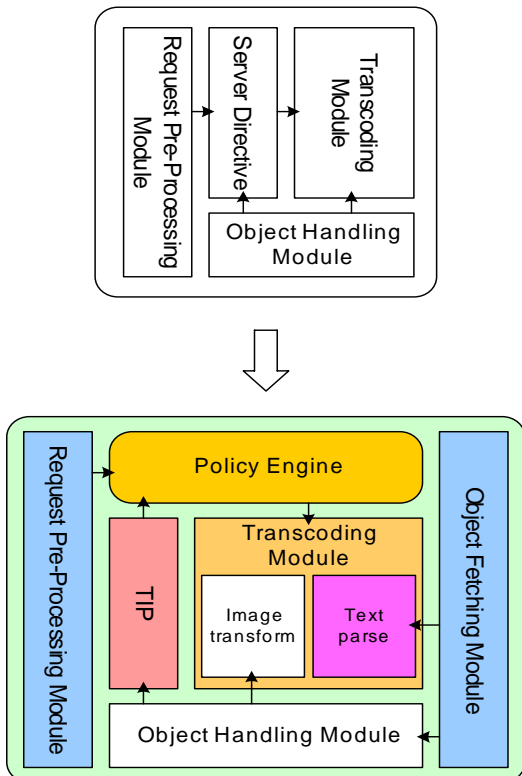 Request Pre-Processing
Module
Server Directive
Transcoding
Module
Object Handling
Module
Request Pre-Processing Module
Policy Engine
TIP
Transcoding
Module
Image
transform
Text
parse
Object Fetching Module
Object Handling Module